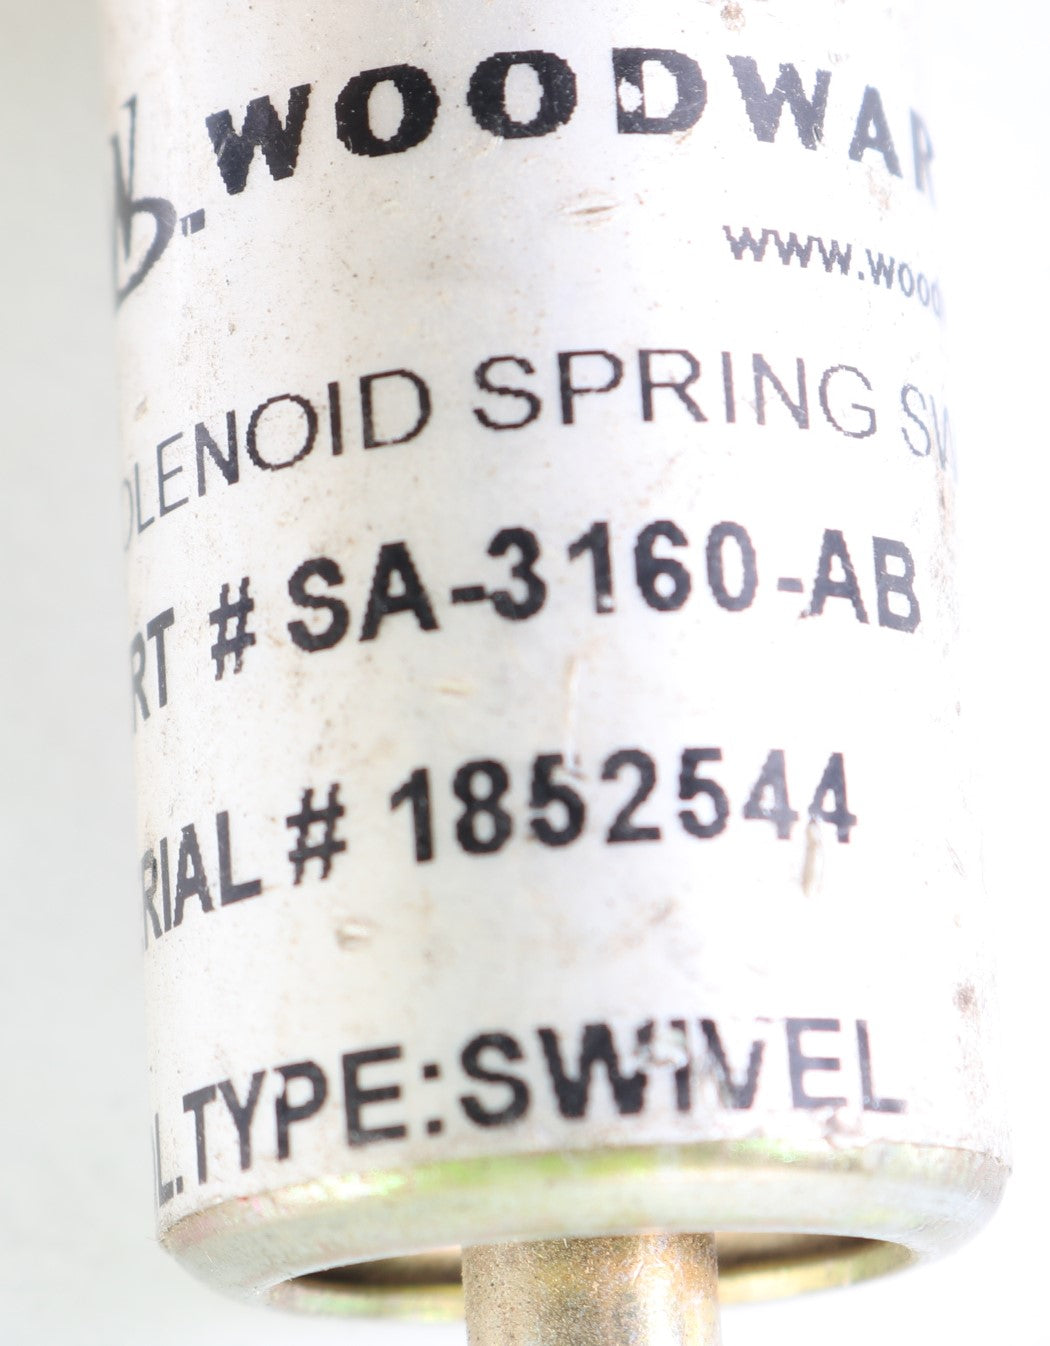 WOODWAR
www.wood
OLENOID SPRING SW
RT # SA-3160-AB
RIAL # 1852544
L.TYPE:SWIVEL